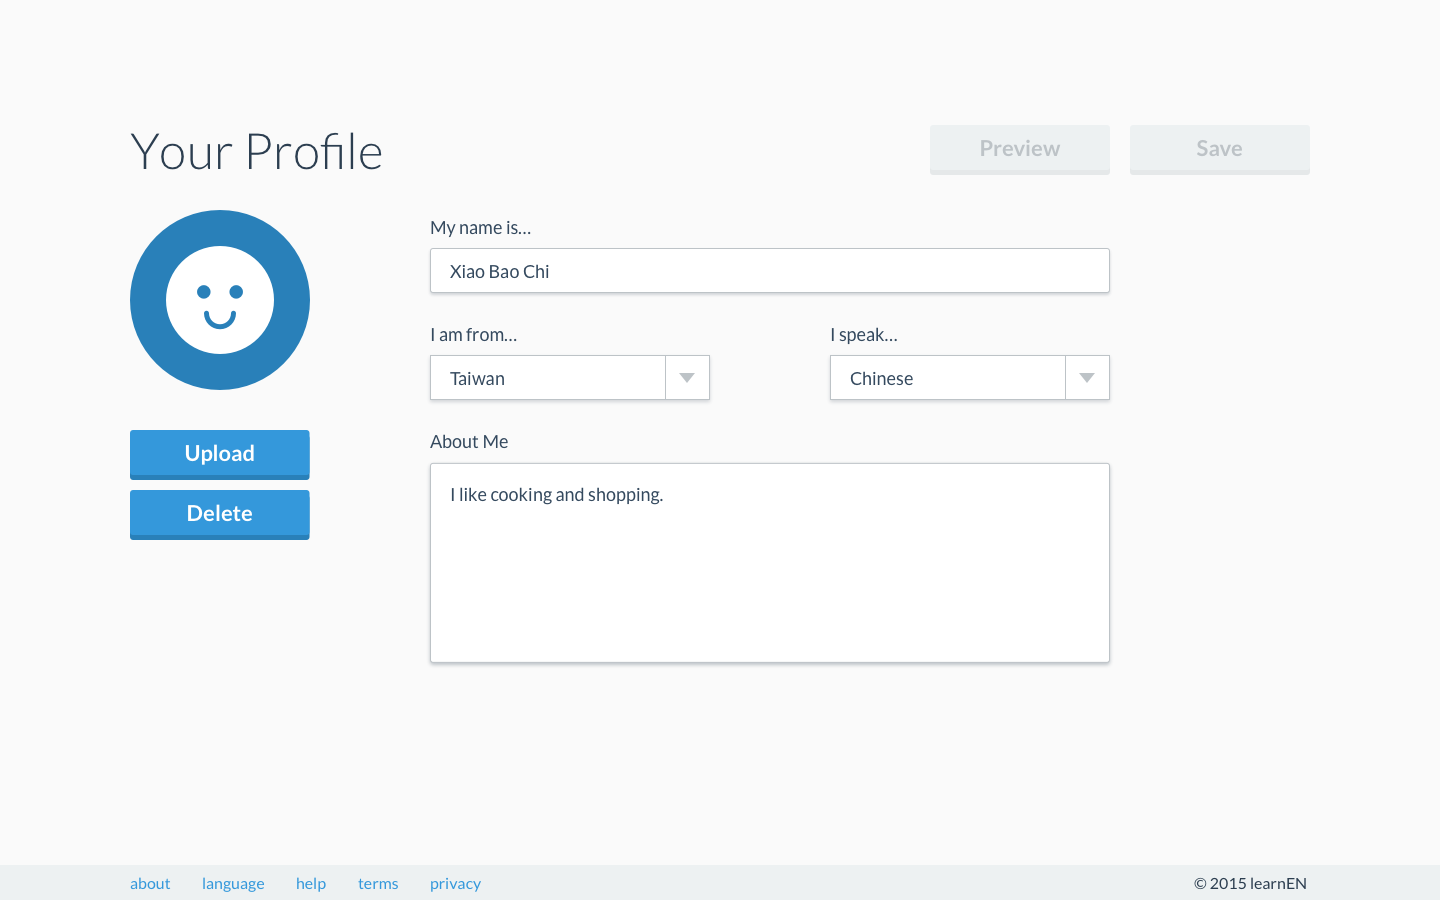 Your Profile
Preview
Save
My name is...
Xiao Bao Chi
I am from...
I speak...
Taiwan
Chinese
Upload
Delete
About Me
I like cooking and shopping.
about language help terms privacy
© 2015 learnEN